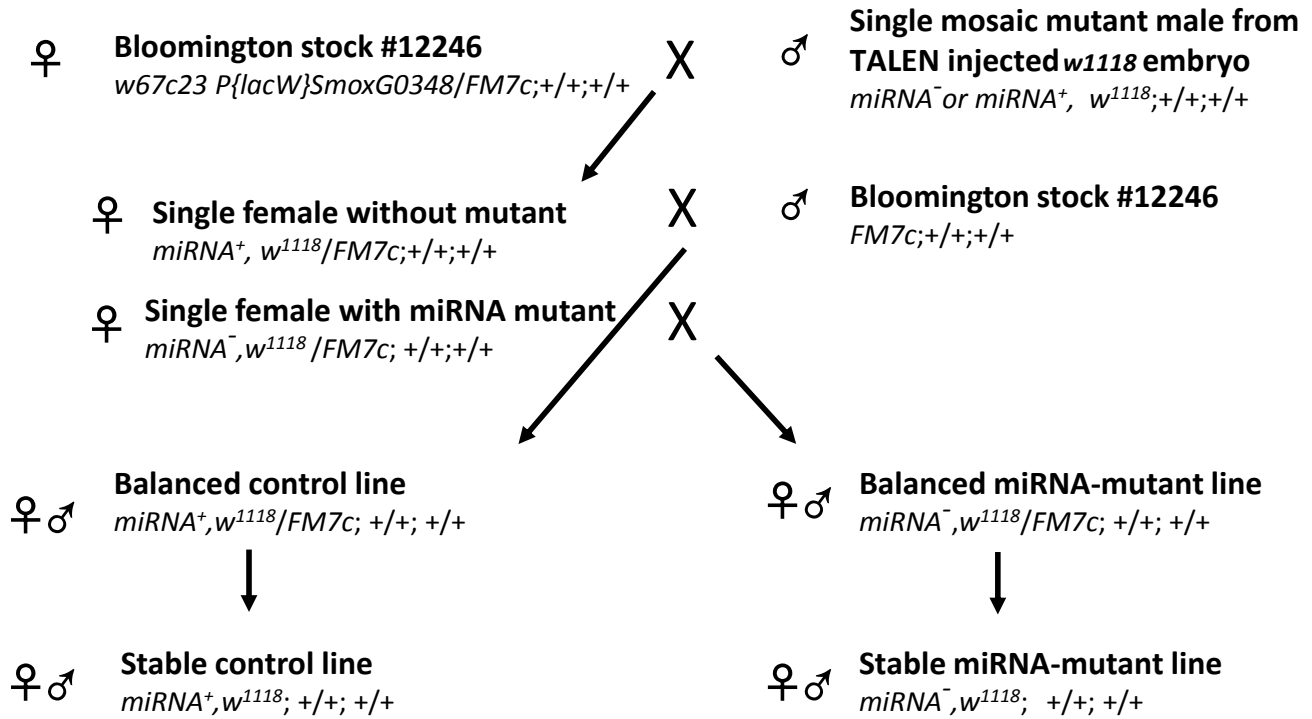 ♀ Bloomington stock #12246
w67c23 P{lacW}SmoxG0348/FM7c;+/+;+/+
X
♂ Single mosaic mutant male from
TALEN injected w1118 embryo
miRNA⁻ or miRNA⁺, w¹¹¹⁸;+/+;+/+
♀ Single female without mutant
miRNA⁺, w¹¹¹⁸/FM7c;+/+;+/+
X
♂ Bloomington stock #12246
FM7c;+/+;+/+
♀ Single female with miRNA mutant
miRNA⁻,w¹¹¹⁸/FM7c; +/+;+/+
X
♀♂ Balanced control line
miRNA⁺,w¹¹¹⁸/FM7c; +/+; +/+
♀♂ Balanced miRNA-mutant line
miRNA⁻,w¹¹¹⁸/FM7c; +/+; +/+
♀♂ Stable control line
miRNA⁺,w¹¹¹⁸; +/+; +/+
♀♂ Stable miRNA-mutant line
miRNA⁻,w¹¹¹⁸; +/+; +/+